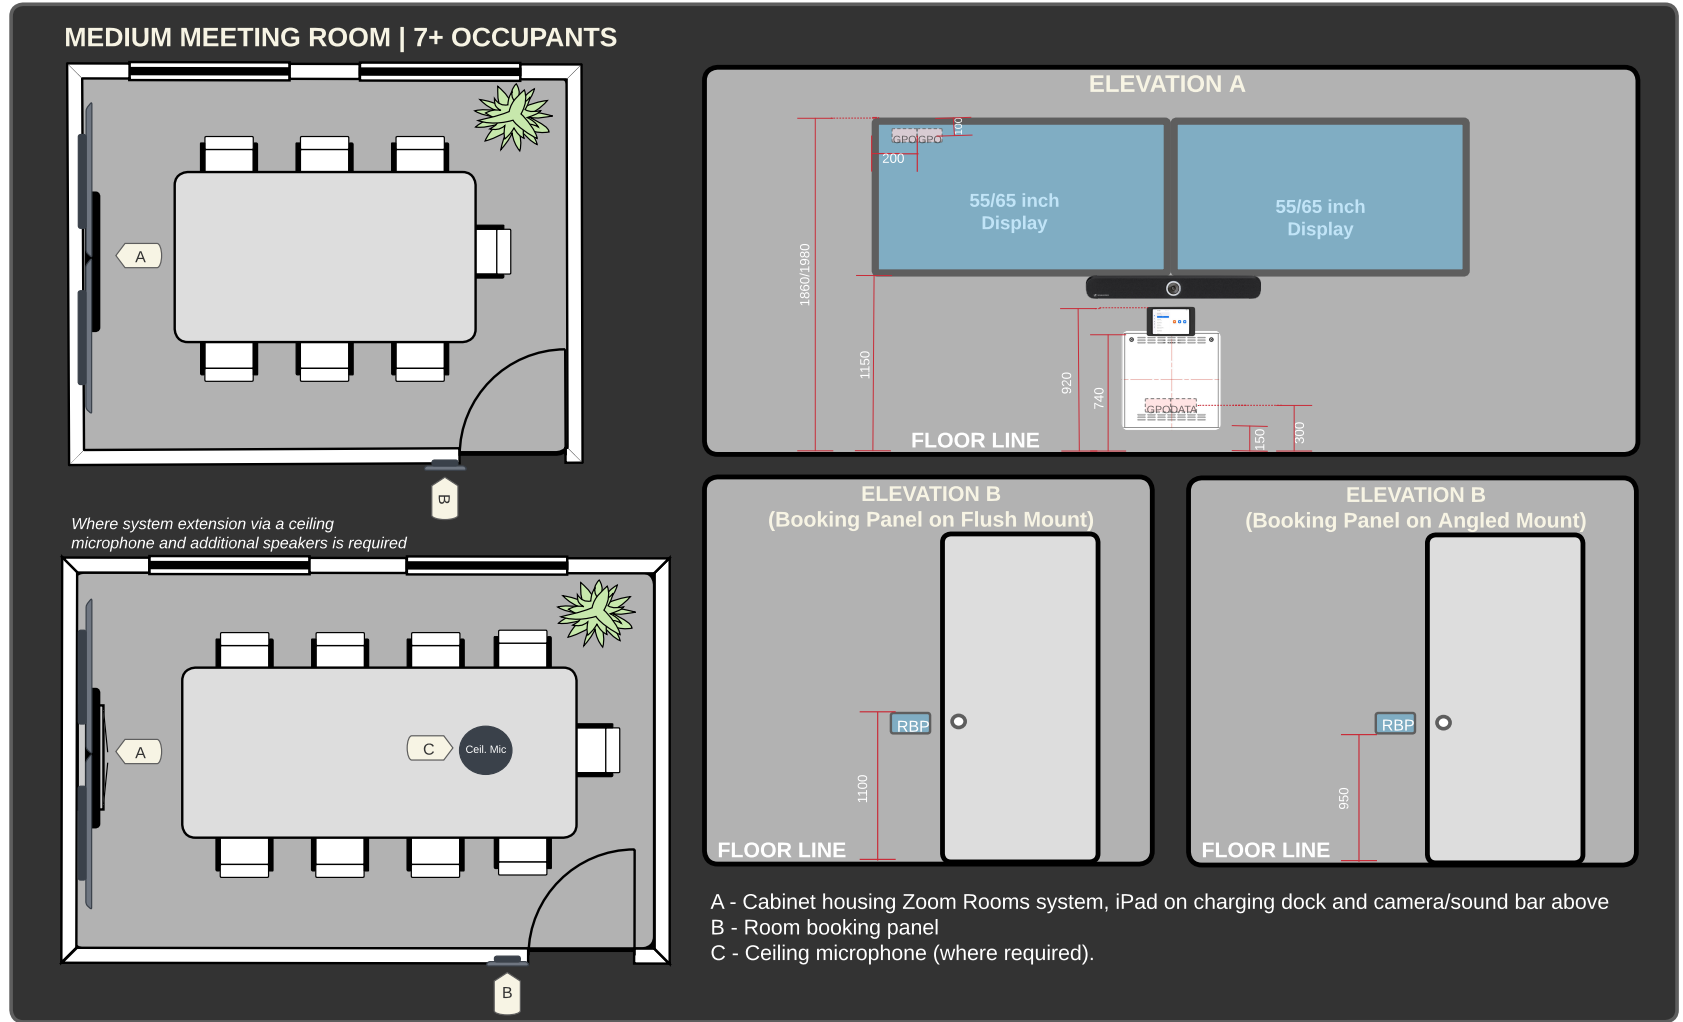 MEDIUM MEETING ROOM | 7+ OCCUPANTS
A
B
Where system extension via a ceiling
microphone and additional speakers is required
A
C
Ceil. Mic
B
ELEVATION A
GPO GPO
100
200
55/65 inch
Display
55/65 inch
Display
1860/1980
1150
920
740
GPO DATA
150
300
FLOOR LINE
ELEVATION B
(Booking Panel on Flush Mount)
RBP
1100
FLOOR LINE
ELEVATION B
(Booking Panel on Angled Mount)
RBP
950
FLOOR LINE
A - Cabinet housing Zoom Rooms system, iPad on charging dock and camera/sound bar above
B - Room booking panel
C - Ceiling microphone (where required).